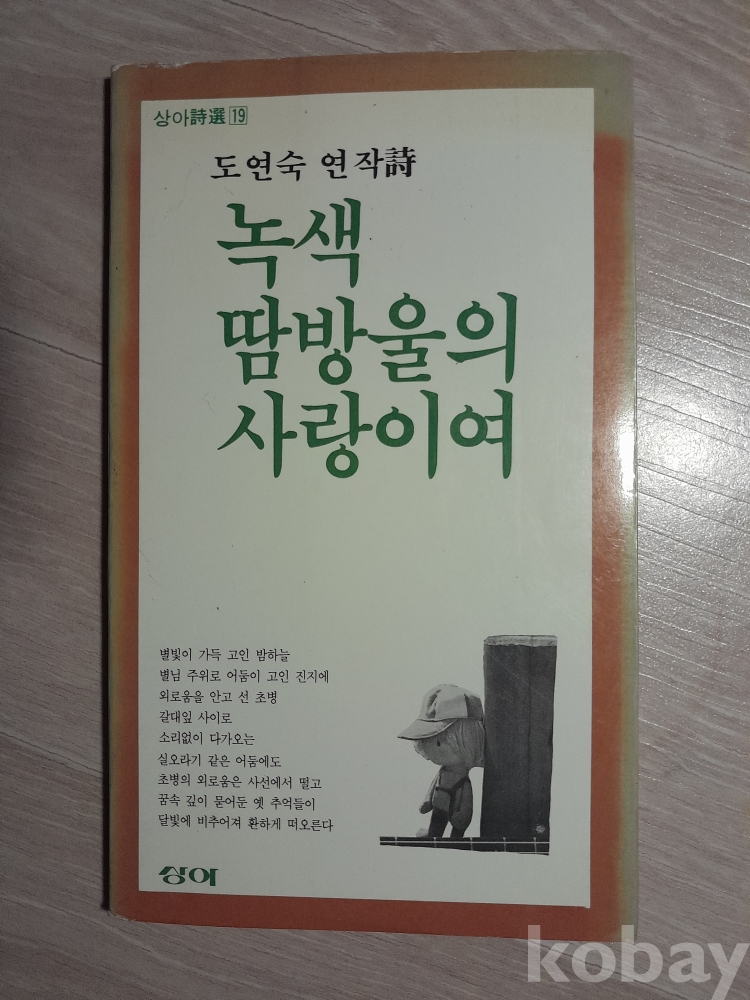 상아詩選 19
도연숙 연작詩
녹색
땀방울의
사랑이여
별빛이 가득 고인 밤하늘
별님 주위로 어둠이 고인 진지에
외로움을 안고 선 초병
갈대잎 사이로
소리없이 다가오는
실오라기 같은 어둠에도
초병의 외로움은 사선에서 떨고
꿈속 깊이 묻어둔 옛 추억들이
달빛에 비추어져 환하게 떠오른다
상아
kobay